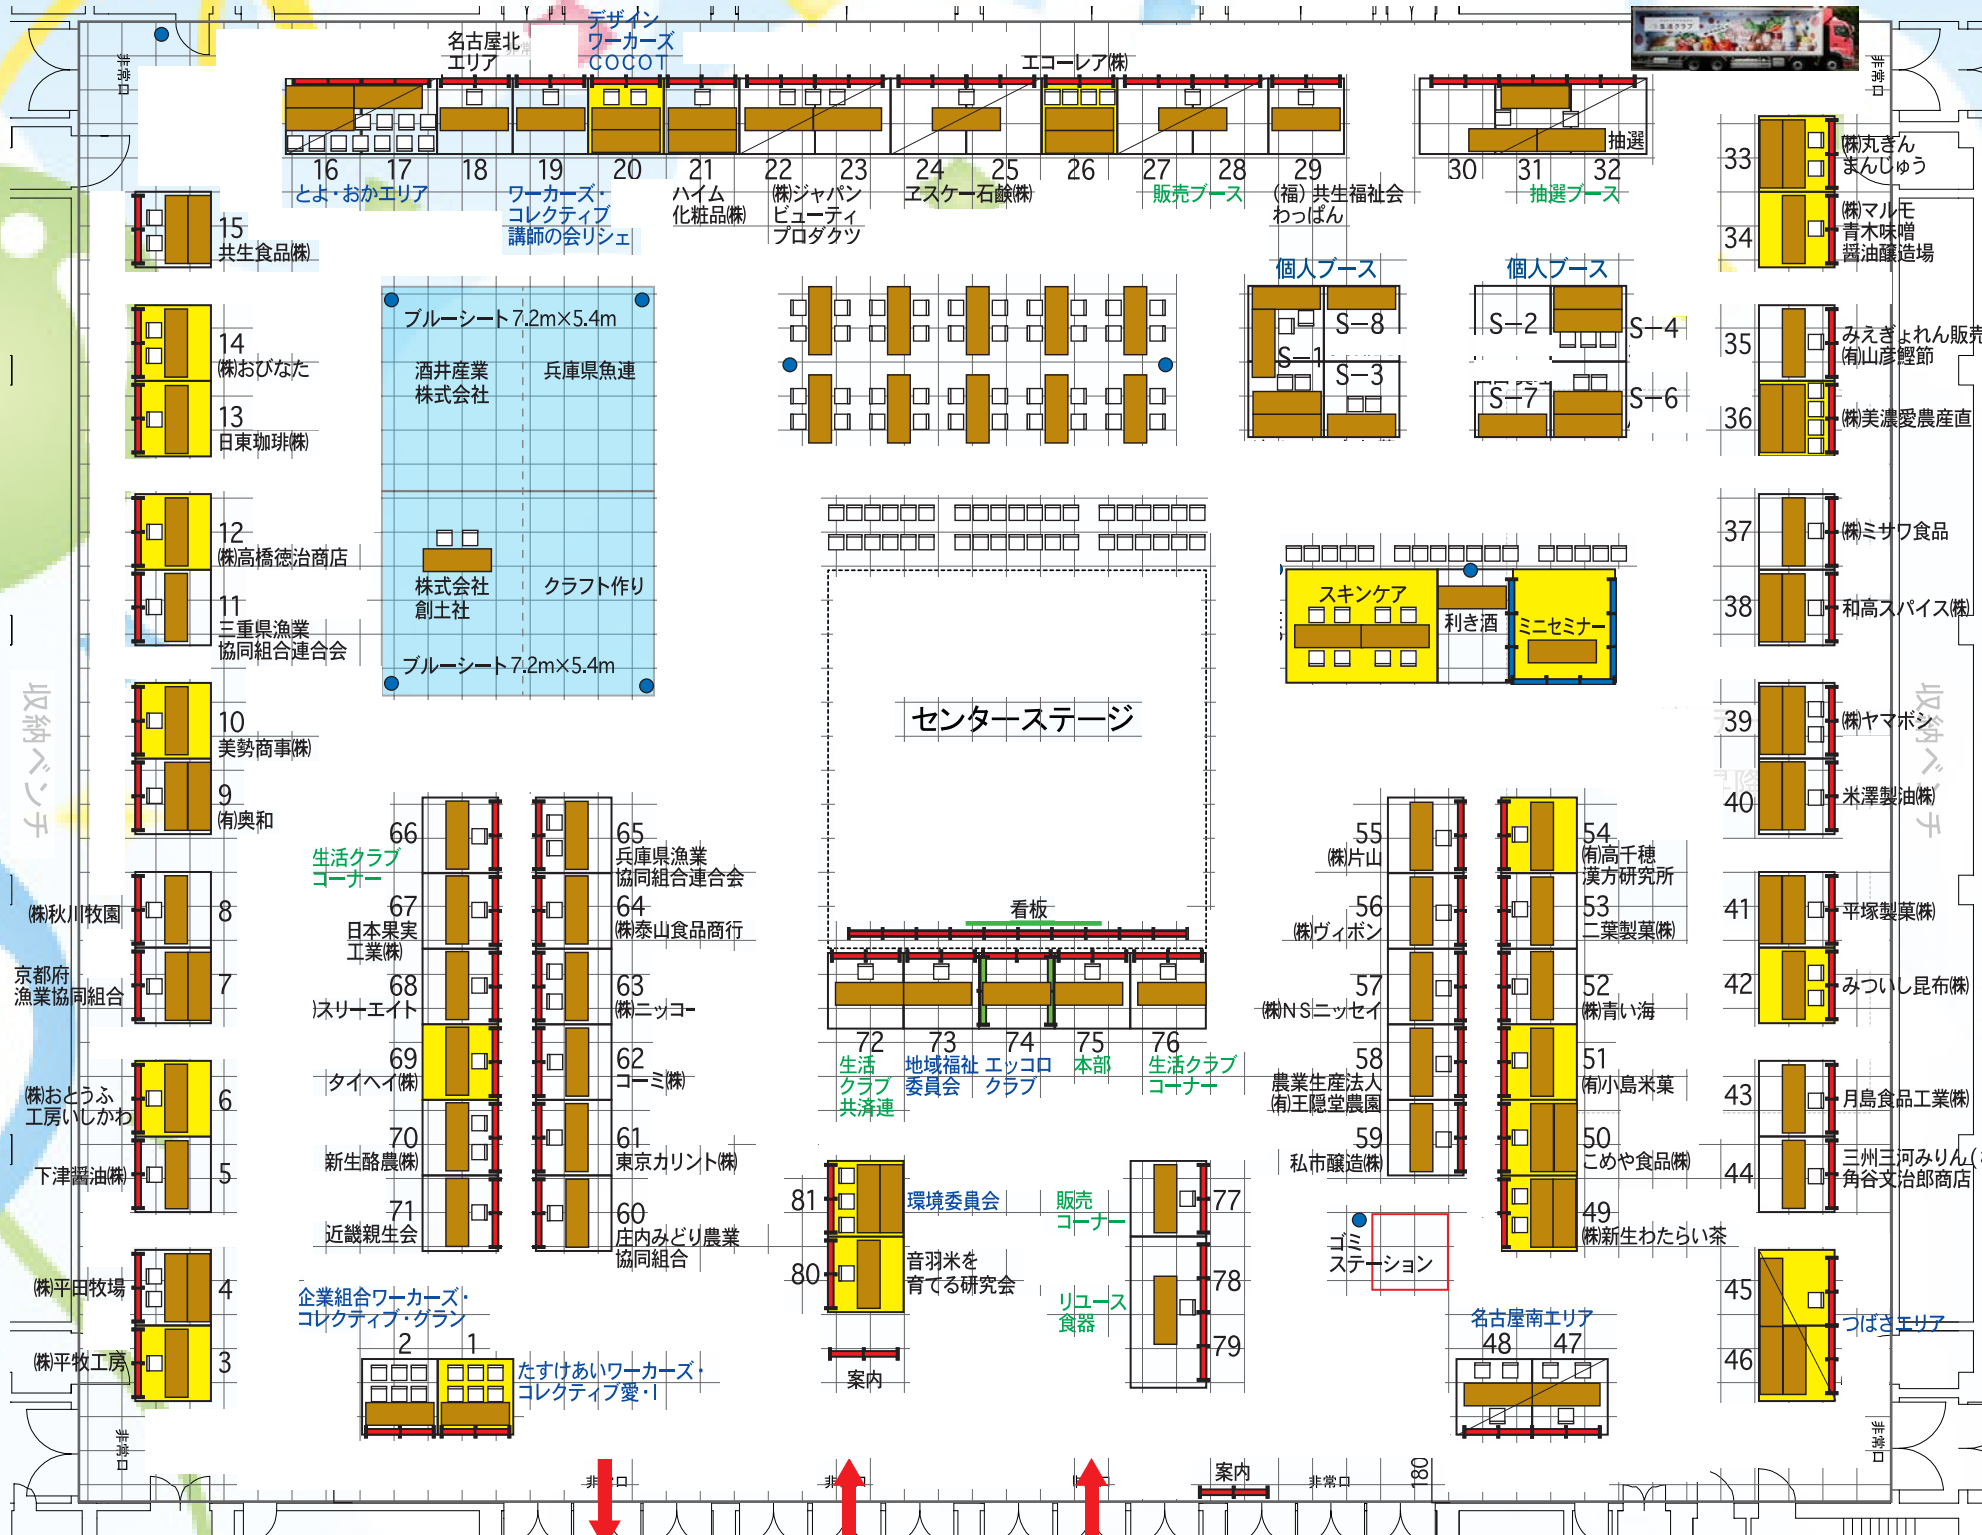 デザイン
ワーカーズ
COCOT
名古屋北
エリア
エコーレア㈱
非常口
非常口
抽選
16
17
18
19
20
21
22
23
24
25
26
27
28
29
30
31
32
とよ・おかエリア
ワーカーズ・
コレクティブ
講師の会リシェ
ハイム
化粧品㈱
㈱ジャパン
ビューティ
プロダクツ
エスケー石鹸㈱
販売ブース
(福)共生福祉会
わっぱん
抽選ブース
33
㈱丸ぎん
まんじゅう
34
㈱マルモ
青木味噌
醤油醸造場
35
みえぎょれん販売
㈲山彦鰹節
36
㈱美濃愛農産直
37
㈱ミサワ食品
38
和高スパイス㈱
39
㈱ヤマボシ
40
米澤製油㈱
41
平塚製菓㈱
42
みついし昆布㈱
43
月島食品工業㈱
44
三州三河みりん(
角谷文治郎商店
45
46
つばさエリア
15
共生食品㈱
14
㈱おびなた
13
日東珈琲㈱
12
㈱高橋徳治商店
11
三重県漁業
協同組合連合会
10
美勢商事㈱
9
㈲奥和
㈱秋川牧園
8
京都府
漁業協同組合
7
㈱おとうふ
工房いしかわ
6
下津醤油㈱
5
㈱平田牧場
4
㈱平牧工房
3
収納ベンチ
収納ベンチ
ブルーシート7.2m×5.4m
酒井産業
株式会社
兵庫県魚連
株式会社
創土社
クラフト作り
ブルーシート7.2m×5.4m
個人ブース
S-8
S-1
S-3
個人ブース
S-2
S-4
S-7
S-6
スキンケア
利き酒
ミニセミナー
センターステージ
看板
66
生活クラブ
コーナー
67
日本果実
工業㈱
68
)スリーエイト
69
タイヘイ㈱
70
新生酪農㈱
71
近畿親生会
65
兵庫県漁業
協同組合連合会
64
㈱泰山食品商行
63
㈱ニッコー
62
コーミ㈱
61
東京カリント㈱
60
庄内みどり農業
協同組合
72
73
74
75
76
生活
クラブ
共済連
地域福祉
委員会
エッコロ
クラブ
本部
生活クラブ
コーナー
55
㈱片山
56
㈱ヴィボン
57
㈱NSニッセイ
58
農業生産法人
㈲王隠堂農園
59
私市醸造㈱
54
㈲高千穂
漢方研究所
53
二葉製菓㈱
52
㈱青い海
51
㈲小島米菓
50
こめや食品㈱
49
㈱新生わたらい茶
81
環境委員会
80
音羽米を
育てる研究会
案内
販売
コーナー
77
リユース
食器
78
79
ゴミ
ステーション
名古屋南エリア
48
47
企業組合ワーカーズ・
コレクティブ・グラン
2
1
たすけあいワーカーズ・
コレクティブ愛・I
非常口
案内
非常口
180
非常口